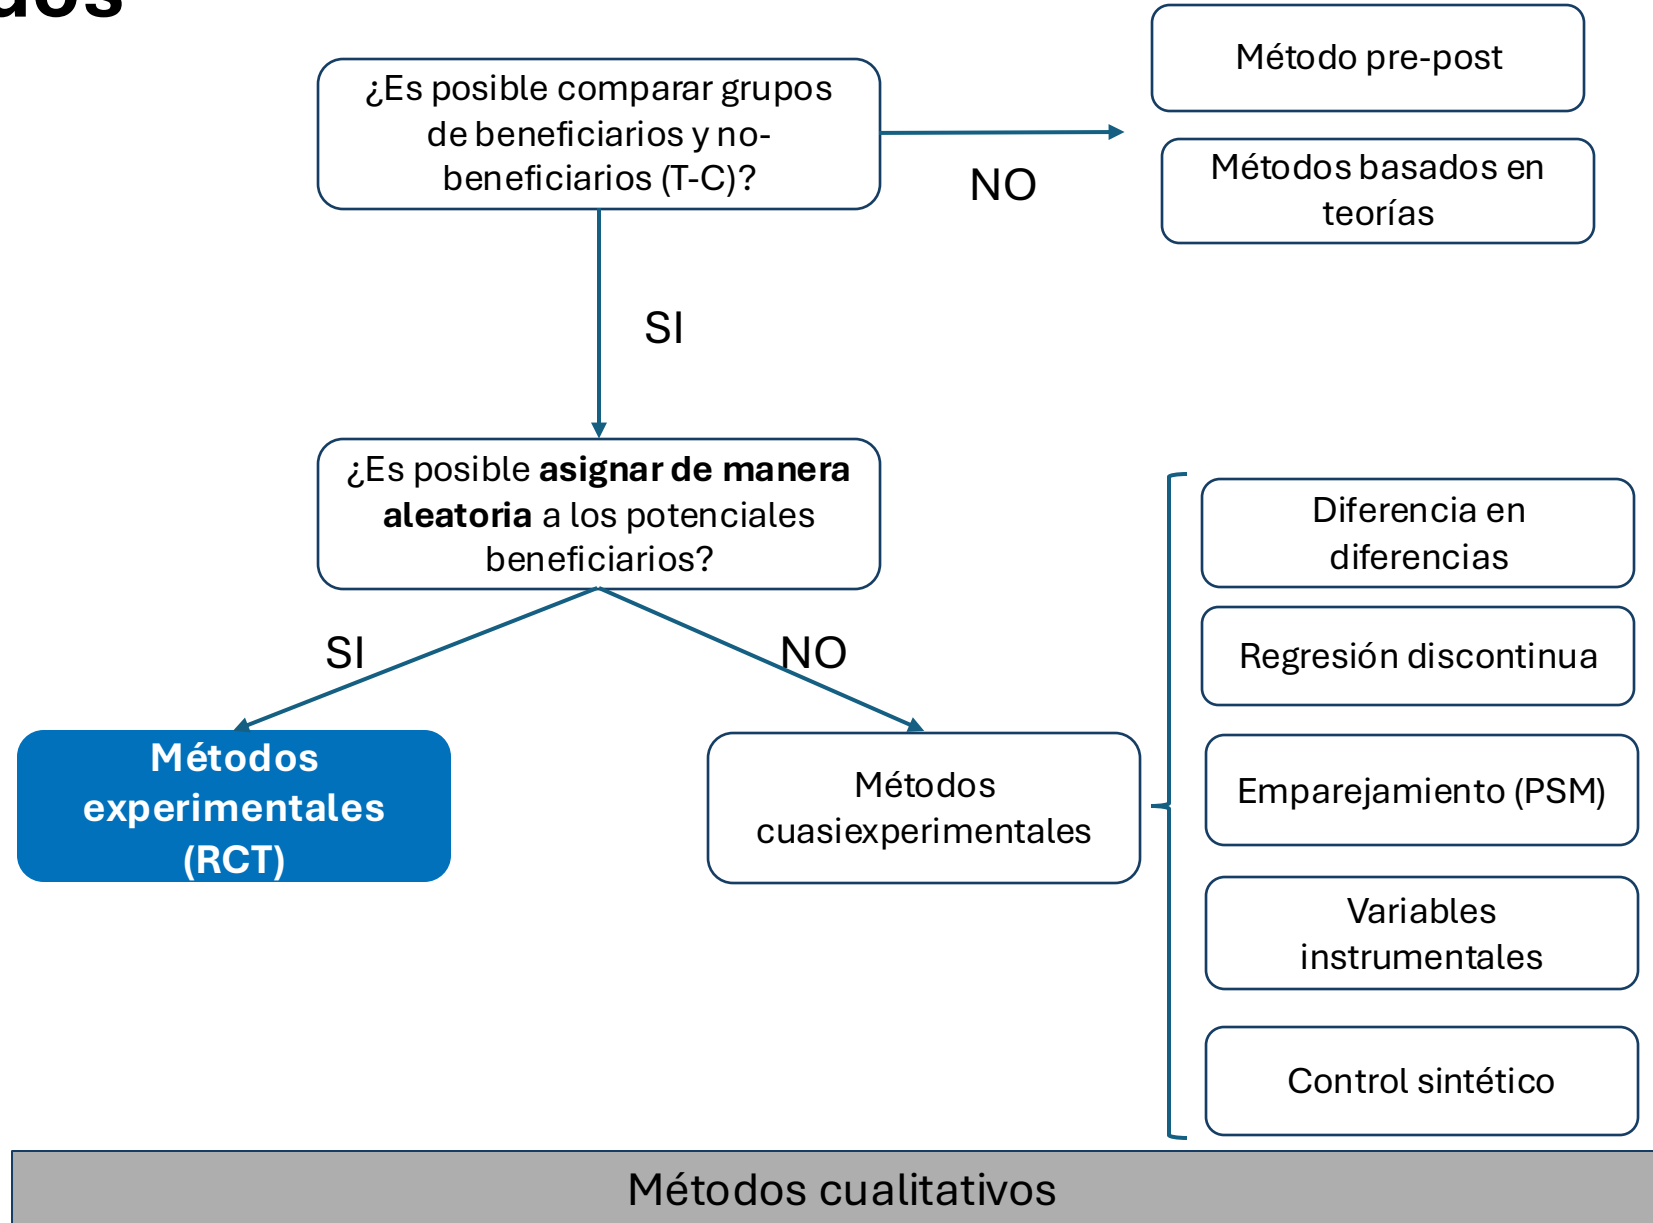 ¿Es posible comparar grupos
de beneficiarios y no-
beneficiarios (T-C)?
NO
Método pre-post
Métodos basados en
teorías
SI
¿Es posible asignar de manera
aleatoria a los potenciales
beneficiarios?
SI
NO
Métodos
experimentales
(RCT)
Métodos
cuasiexperimentales
Diferencia en
diferencias
Regresión discontinua
Emparejamiento (PSM)
Variables
instrumentales
Control sintético
Métodos cualitativos